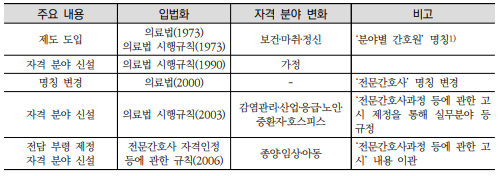 주요 내용 입법화 자격 분야 변화 비고
제도 도입 의료법(1973) 보건·마취·정신 '분야별 간호원' 명칭1)
의료법 시행규칙(1973)
자격 분야 신설 의료법 시행규칙(1990) 가정
명칭 변경 의료법(2000) - '전문간호사' 명칭 변경
자격 분야 신설 의료법 시행규칙(2003) 감염관리·산업·응급·노인· '전문간호사과정 등에 관한 고
중환자·호스피스 시' 제정을 통해 실무분야 등
규정
전담 부령 제정 전문간호사 자격인정 종양·임상·아동 '전문간호사과정 등에 관한 고
자격 분야 신설 등에 관한 규칙(2006) 시' 내용 이관